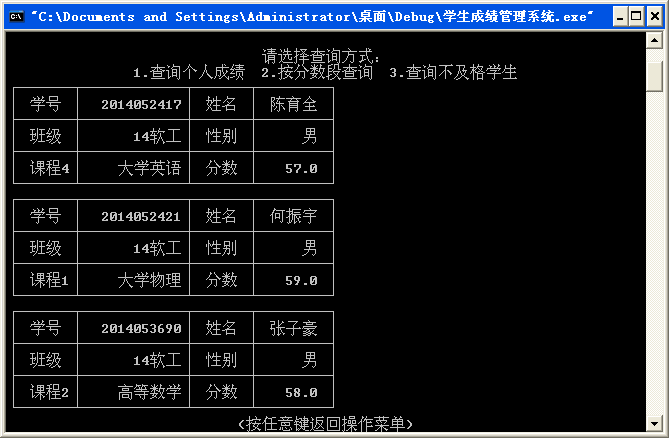 "C:\Documents and Settings\Administrator\桌面\Debug\学生成绩管理系统.exe"
请选择查询方式:
1.查询个人成绩 2.按分数段查询 3.查询不及格学生
学号 2014052417 姓名 陈育全
班级 14软工 性别 男
课程4 大学英语 分数 57.0
学号 2014052421 姓名 何振宇
班级 14软工 性别 男
课程1 大学物理 分数 59.0
学号 2014053690 姓名 张子豪
班级 14软工 性别 男
课程2 高等数学 分数 58.0
(按任意键返回操作菜单)